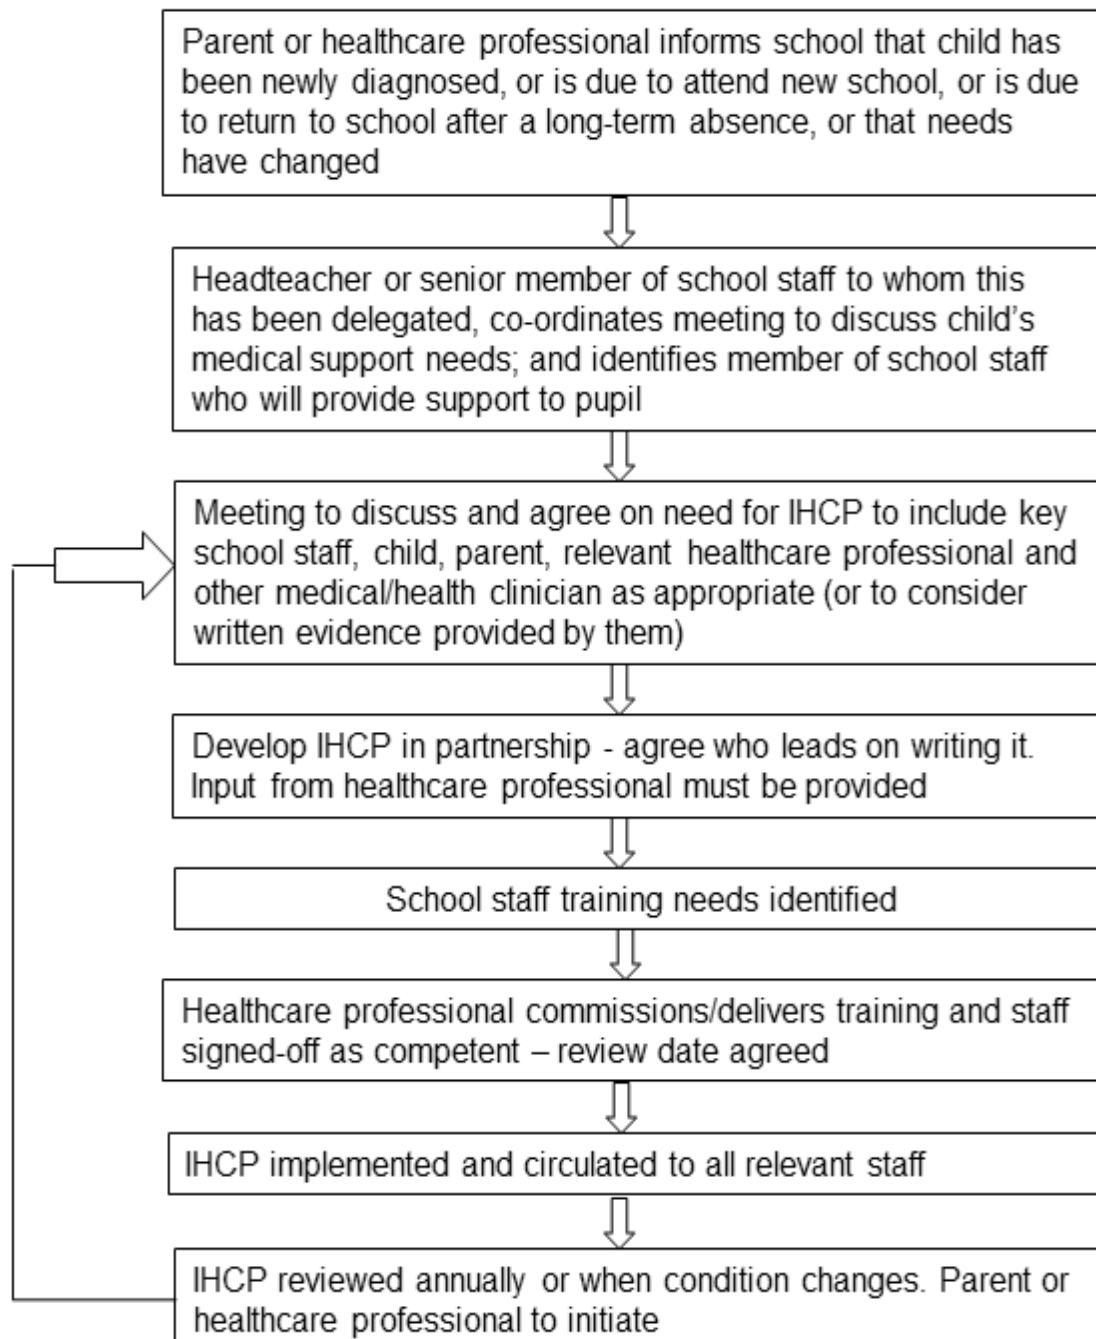 Parent or healthcare professional informs school that child has
been newly diagnosed, or is due to attend new school, or is due
to return to school after a long-term absence, or that needs
have changed
Headteacher or senior member of school staff to whom this
has been delegated, co-ordinates meeting to discuss child's
medical support needs; and identifies member of school staff
who will provide support to pupil
Meeting to discuss and agree on need for IHCP to include key
school staff, child, parent, relevant healthcare professional and
other medical/health clinician as appropriate (or to consider
written evidence provided by them)
Develop IHCP in partnership - agree who leads on writing it.
Input from healthcare professional must be provided
School staff training needs identified
Healthcare professional commissions/delivers training and staff
signed-off as competent – review date agreed
IHCP implemented and circulated to all relevant staff
IHCP reviewed annually or when condition changes. Parent or
healthcare professional to initiate